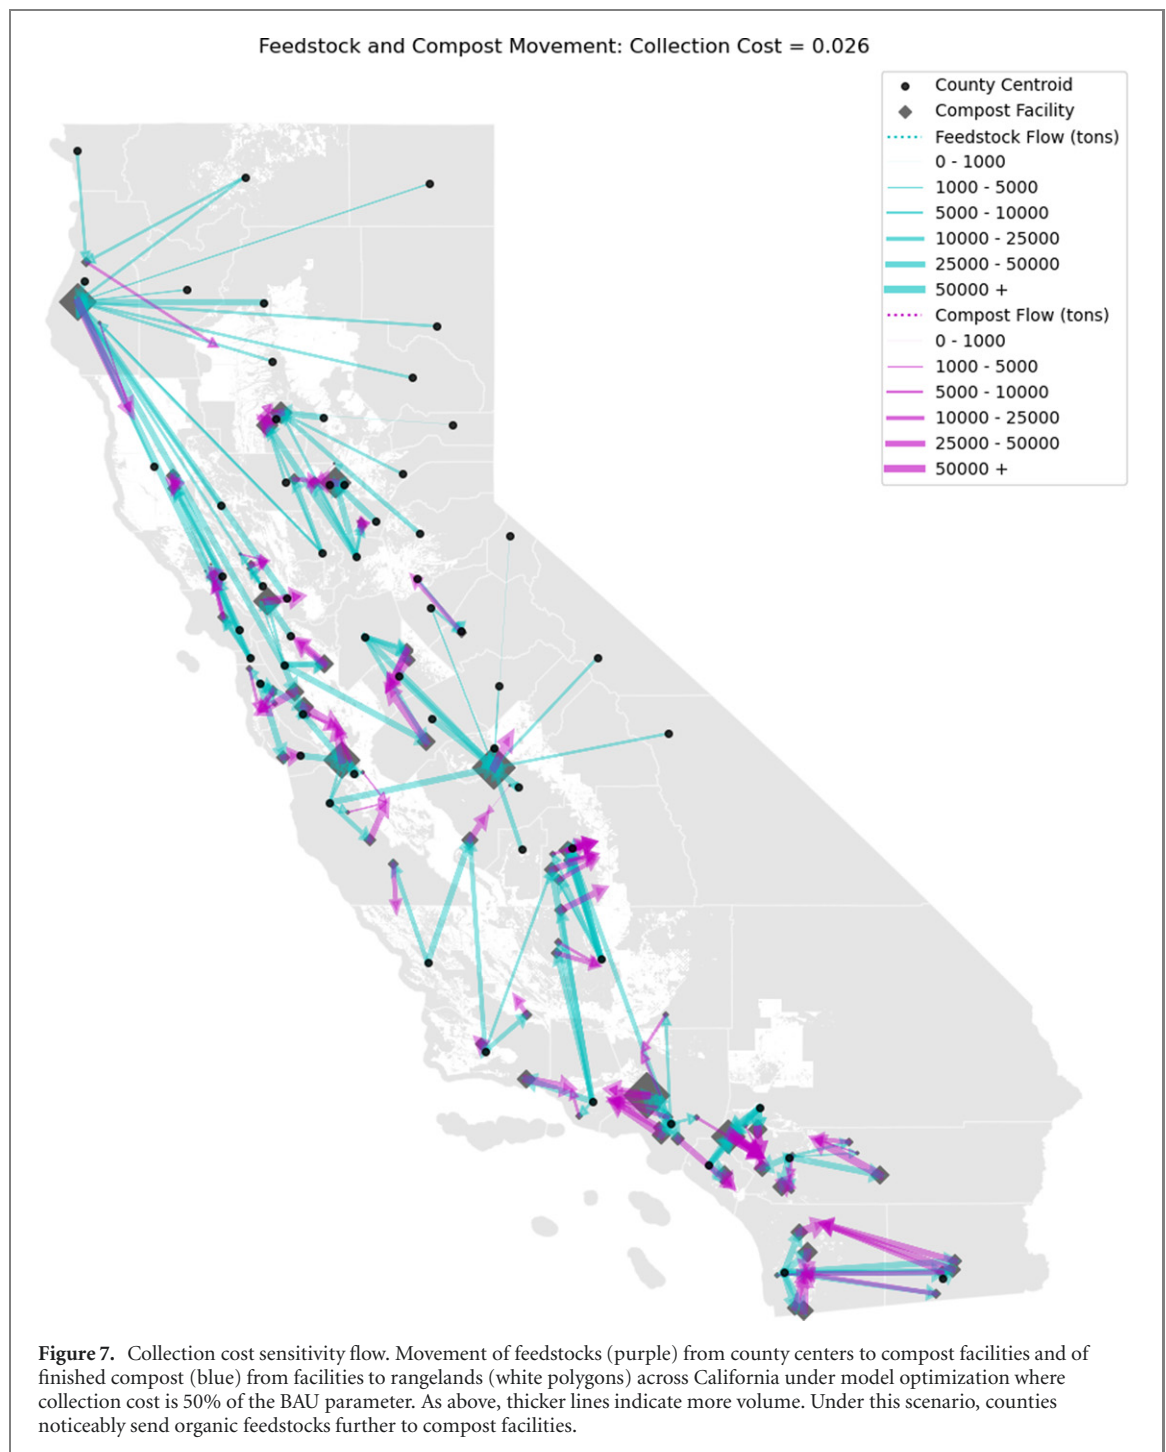 Feedstock and Compost Movement: Collection Cost = 0.026
County Centroid
Compost Facility
Feedstock Flow (tons)
0 - 1000
1000 - 5000
5000 - 10000
10000 - 25000
25000 - 50000
50000 +
Compost Flow (tons)
0 - 1000
1000 - 5000
5000 - 10000
10000 - 25000
25000 - 50000
50000 +
Figure 7. Collection cost sensitivity flow. Movement of feedstocks (purple) from county centers to compost facilities and of
finished compost (blue) from facilities to rangelands (white polygons) across California under model optimization where
collection cost is 50% of the BAU parameter. As above, thicker lines indicate more volume. Under this scenario, counties
noticeably send organic feedstocks further to compost facilities.